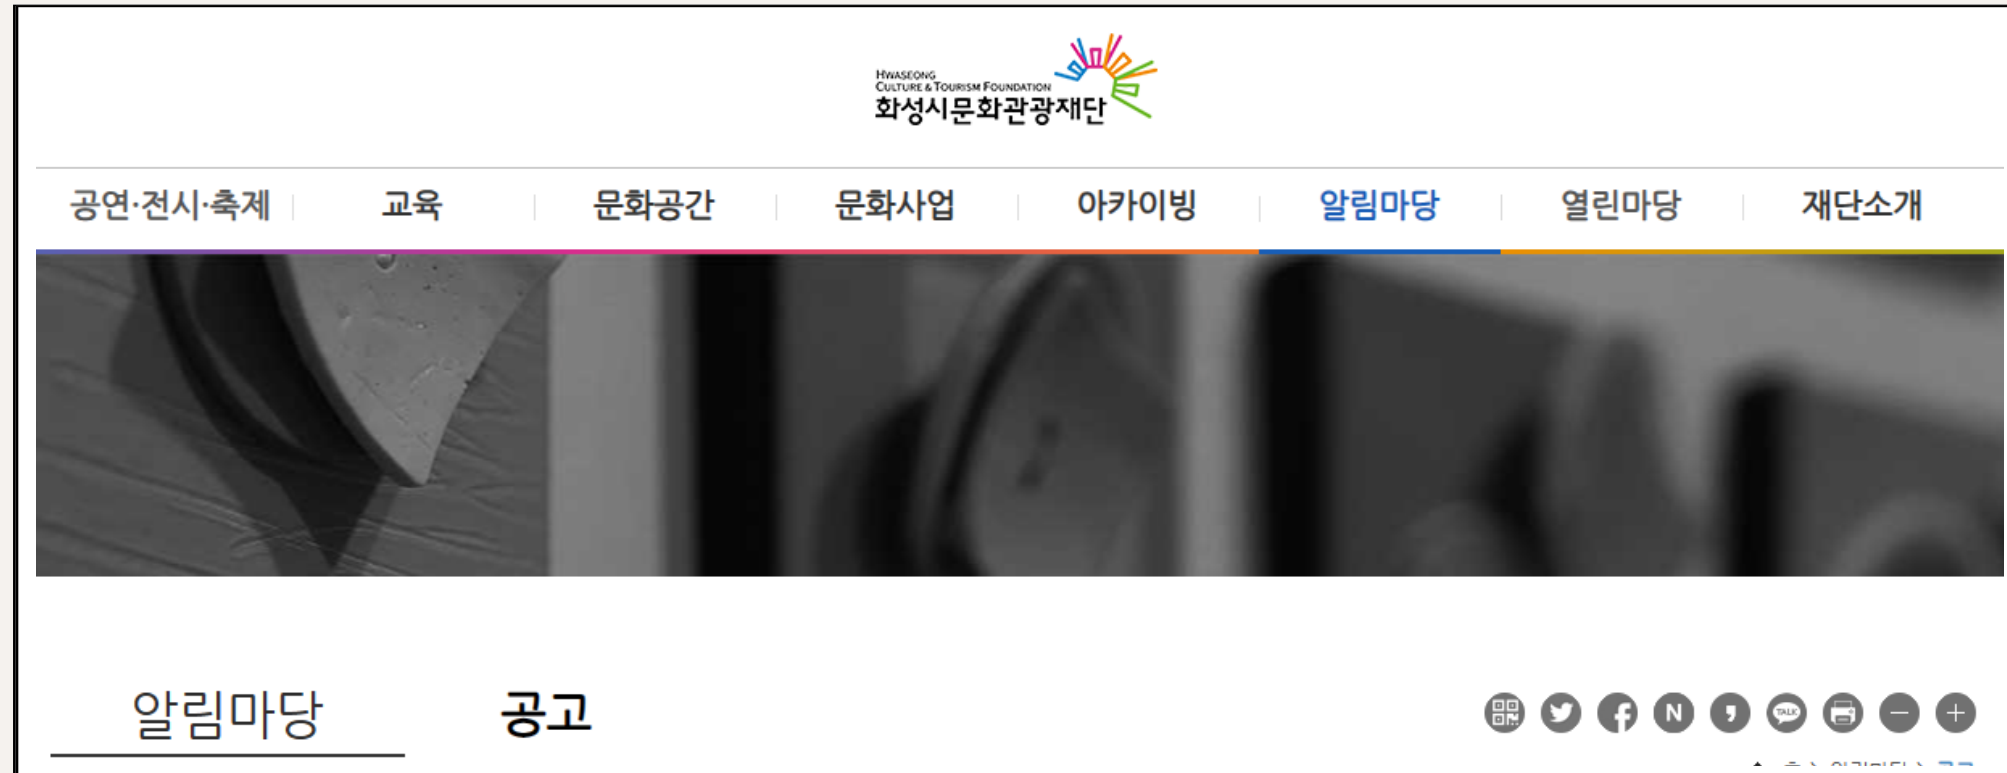 HWASEONG
CULTURE & TOURISM FOUNDATION
화성시문화관광재단
공연·전시·축제 교육 문화공간 문화사업 아카이빙 알림마당 열린마당 재단소개
알림마당 공고
N TALK